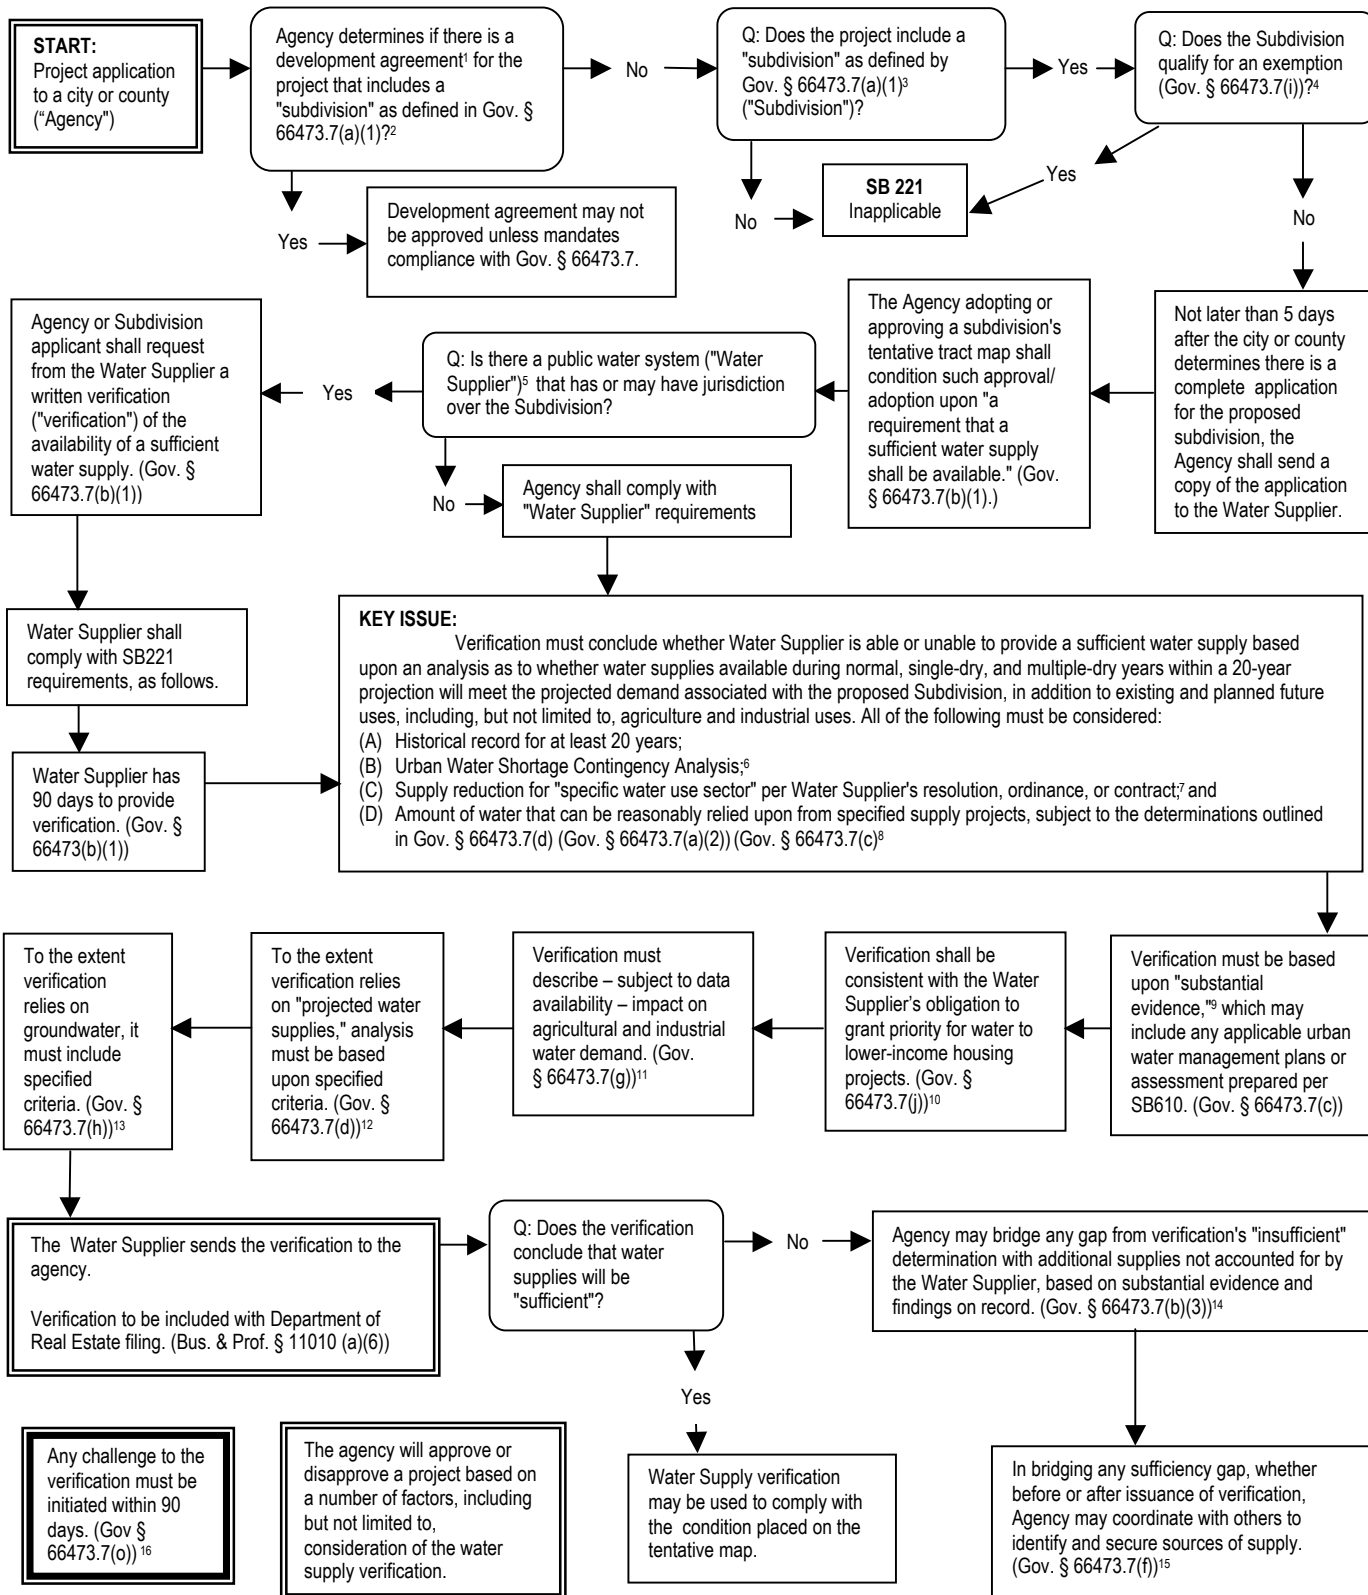 START:
Project application
to a city or county
(“Agency")
Agency determines if there is a
development agreement¹ for the
project that includes a
"subdivision" as defined in Gov. §
66473.7(a)(1)?²
No
Q: Does the project include a
"subdivision" as defined by
Gov. § 66473.7(a)(1)³
("Subdivision")?
Yes
Q: Does the Subdivision
qualify for an exemption
(Gov. § 66473.7(i))?⁴
Yes
Development agreement may not
be approved unless mandates
compliance with Gov. § 66473.7.
No
SB 221
Inapplicable
Yes
No
Agency or Subdivision
applicant shall request
from the Water Supplier a
written verification
("verification") of the
availability of a sufficient
water supply. (Gov. §
66473.7(b)(1))
Yes
Q: Is there a public water system ("Water
Supplier")⁵ that has or may have jurisdiction
over the Subdivision?
The Agency adopting or
approving a subdivision's
tentative tract map shall
condition such approval/
adoption upon "a
requirement that a
sufficient water supply
shall be available." (Gov.
§ 66473.7(b)(1).)
Not later than 5 days
after the city or county
determines there is a
complete application
for the proposed
subdivision, the
Agency shall send a
copy of the application
to the Water Supplier.
No
Agency shall comply with
"Water Supplier" requirements
Water Supplier shall
comply with SB221
requirements, as follows.
Water Supplier has
90 days to provide
verification. (Gov. §
66473(b)(1))
KEY ISSUE:
Verification must conclude whether Water Supplier is able or unable to provide a sufficient water supply based
upon an analysis as to whether water supplies available during normal, single-dry, and multiple-dry years within a 20-year
projection will meet the projected demand associated with the proposed Subdivision, in addition to existing and planned future
uses, including, but not limited to, agriculture and industrial uses. All of the following must be considered:
(A) Historical record for at least 20 years;
(B) Urban Water Shortage Contingency Analysis;⁶
(C) Supply reduction for "specific water use sector" per Water Supplier's resolution, ordinance, or contract;⁷ and
(D) Amount of water that can be reasonably relied upon from specified supply projects, subject to the determinations outlined
in Gov. § 66473.7(d) (Gov. § 66473.7(a)(2)) (Gov. § 66473.7(c)⁸
To the extent
verification
relies on
groundwater, it
must include
specified
criteria. (Gov. §
66473.7(h))¹³
To the extent
verification relies
on "projected water
supplies," analysis
must be based
upon specified
criteria. (Gov. §
66473.7(d))¹²
Verification must
describe – subject to data
availability – impact on
agricultural and industrial
water demand. (Gov.
§ 66473.7(g))¹¹
Verification shall be
consistent with the Water
Supplier’s obligation to
grant priority for water to
lower-income housing
projects. (Gov. §
66473.7(j))¹⁰
Verification must be based
upon "substantial
evidence,"⁹ which may
include any applicable urban
water management plans or
assessment prepared per
SB610. (Gov. § 66473.7(c))
The Water Supplier sends the verification to the
agency.
Verification to be included with Department of
Real Estate filing. (Bus. & Prof. § 11010 (a)(6))
Q: Does the verification
conclude that water
supplies will be
"sufficient"?
No
Agency may bridge any gap from verification's "insufficient"
determination with additional supplies not accounted for by
the Water Supplier, based on substantial evidence and
findings on record. (Gov. § 66473.7(b)(3))¹⁴
Yes
Any challenge to the
verification must be
initiated within 90
days. (Gov §
66473.7(o)) ¹⁶
The agency will approve or
disapprove a project based on
a number of factors, including
but not limited to,
consideration of the water
supply verification.
Water Supply verification
may be used to comply with
the condition placed on the
tentative map.
In bridging any sufficiency gap, whether
before or after issuance of verification,
Agency may coordinate with others to
identify and secure sources of supply.
(Gov. § 66473.7(f))¹⁵